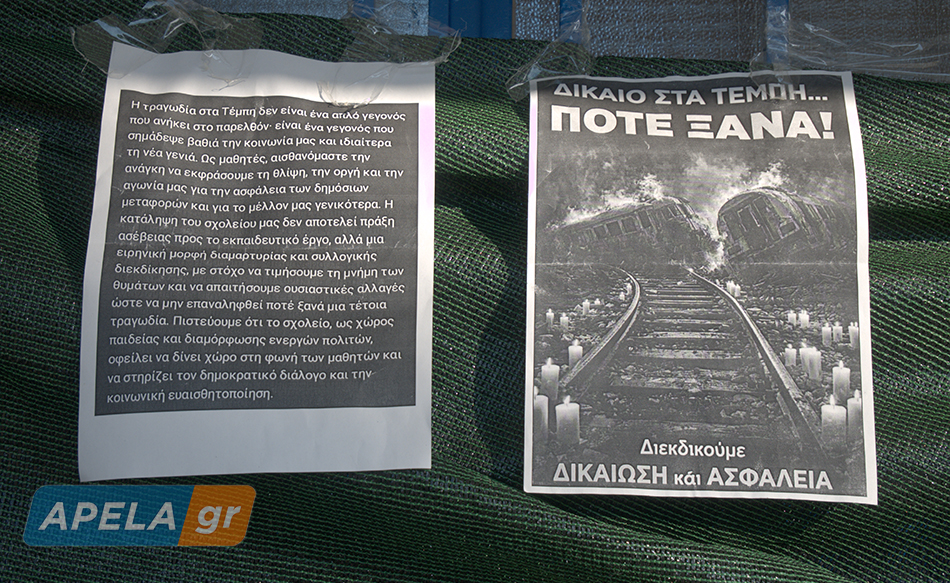 Η τραγωδία στα Τέμπη δεν είναι ένα απλό γεγονός
που ανήκει στο παρελθόν· είναι ένα γεγονός που
σημάδεψε βαθιά την κοινωνία μας και ιδιαίτερα
τη νέα γενιά. Ως μαθητές, αισθανόμαστε την
ανάγκη να εκφράσουμε τη θλίψη, την οργή και την
αγωνία μας για την ασφάλεια των δημόσιων
μεταφορών και για το μέλλον μας γενικότερα. Η
κατάληψη του σχολείου μας δεν αποτελεί πράξη
ασέβειας προς το εκπαιδευτικό έργο, αλλά μια
ειρηνική μορφή διαμαρτυρίας και συλλογικής
διεκδίκησης, με στόχο να τιμήσουμε τη μνήμη των
θυμάτων και να απαιτήσουμε ουσιαστικές αλλαγές
ώστε να μην επαναληφθεί ποτέ ξανά μια τέτοια
τραγωδία. Πιστεύουμε ότι το σχολείο, ως χώρος
παιδείας και διαμόρφωσης ενεργών πολιτών,
οφείλει να δίνει χώρο στη φωνή των μαθητών και
να στηρίζει τον δημοκρατικό διάλογο και την
κοινωνική ευαισθητοποίηση.
ΔΙΚΑΙΟ ΣΤΑ ΤΕΜΠΗ...
ΠΟΤΕ ΞΑΝΑ!
Διεκδικούμε
ΔΙΚΑΙΩΣΗ κάι ΑΣΦΑΛΕΙΑ
APELA gr